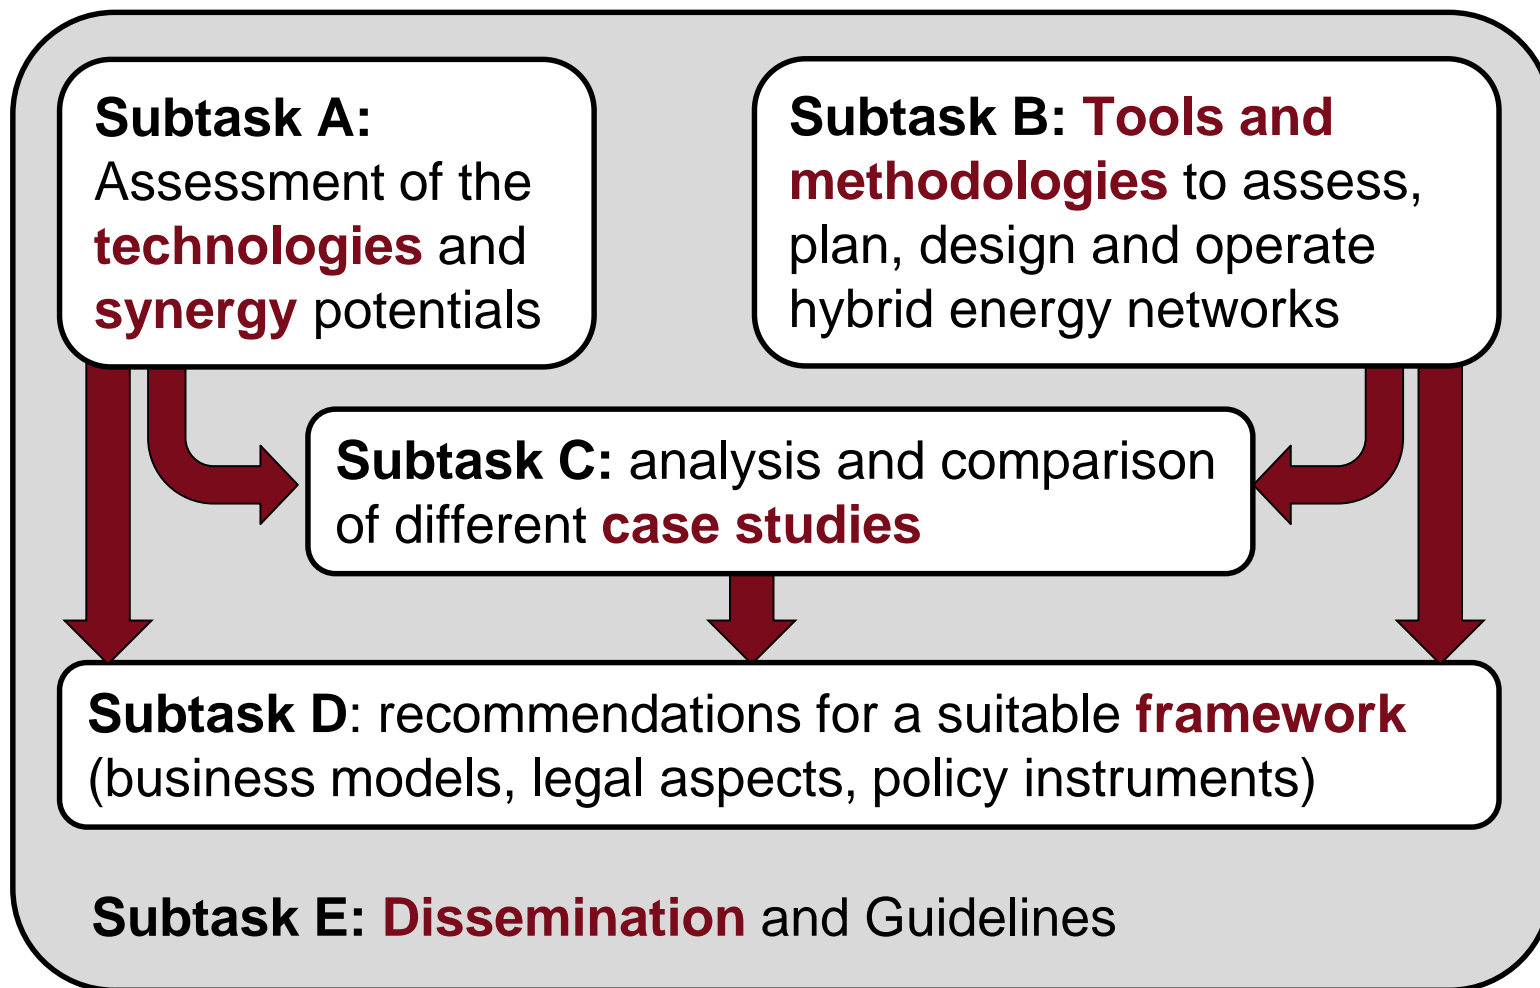 Subtask A:
Assessment of the
technologies and
synergy potentials
Subtask B: Tools and
methodologies to assess,
plan, design and operate
hybrid energy networks
Subtask C: analysis and comparison
of different case studies
Subtask D: recommendations for a suitable framework
(business models, legal aspects, policy instruments)
Subtask E: Dissemination and Guidelines